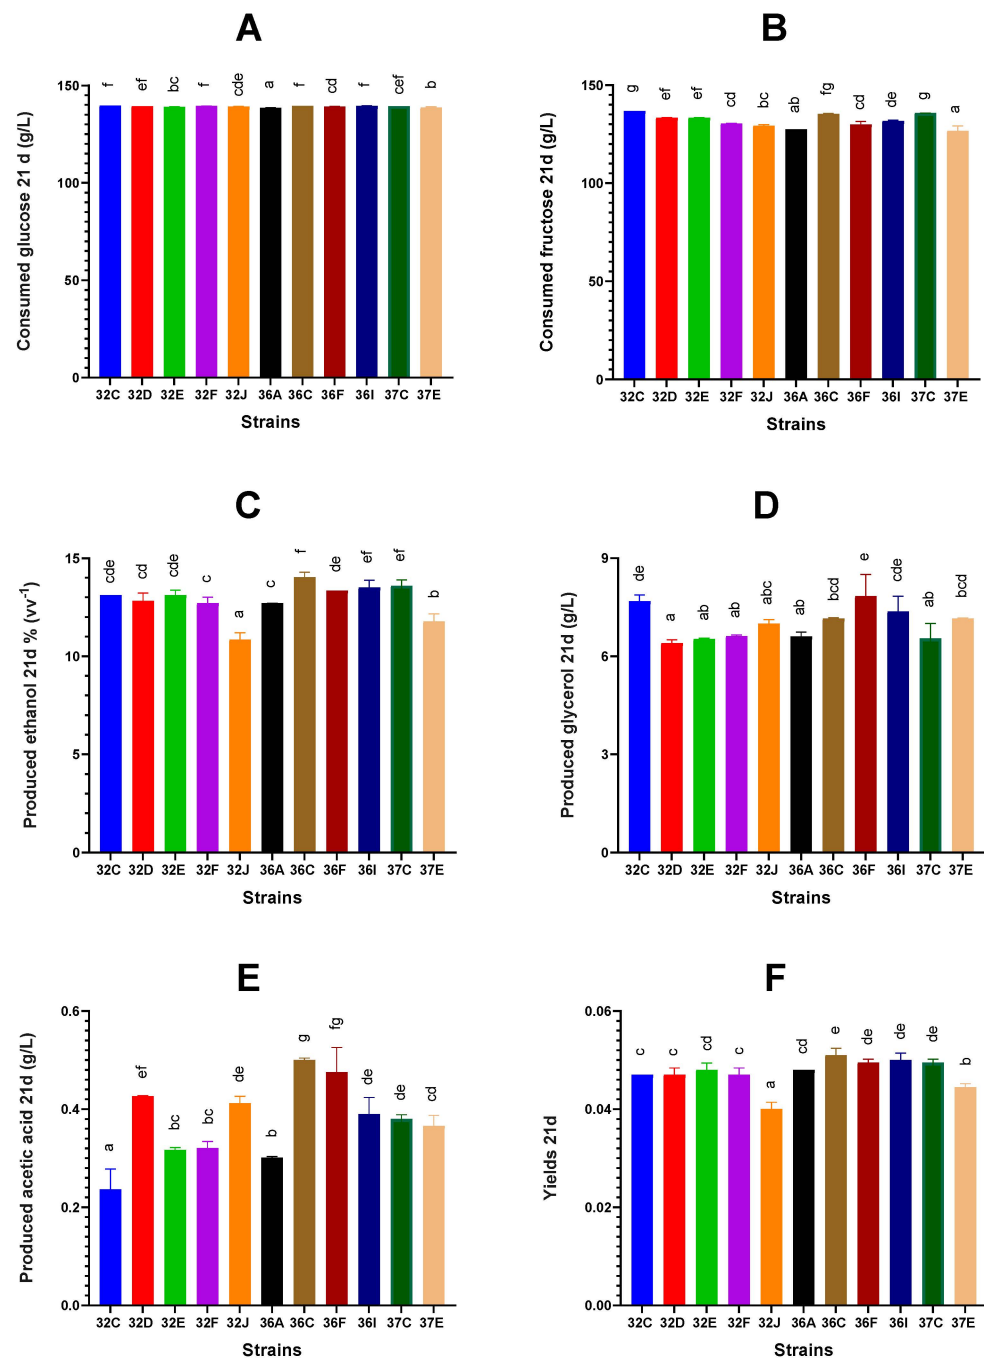 A
f ef bc f cde a f cd f cef b
Consumed glucose 21 d (g/L)
150
100
50
0
32C 32D 32E 32F 32J 36A 36C 36F 36I 37C 37E
Strains
B
g ef ef cd bc ab fg cd de g a
Consumed fructose 21d (g/L)
150
100
50
0
32C 32D 32E 32F 32J 36A 36C 36F 36I 37C 37E
Strains
C
cde cd cde c a c f de ef ef b
Produced ethanol 21d % (vv-1)
15
10
5
0
32C 32D 32E 32F 32J 36A 36C 36F 36I 37C 37E
Strains
D
de a ab ab abc ab bcd e cde ab bcd
Produced glycerol 21d (g/L)
9
6
3
0
32C 32D 32E 32F 32J 36A 36C 36F 36I 37C 37E
Strains
E
a ef bc bc de b g fg de de cd
Produced acetic acid 21d (g/L)
0.6
0.4
0.2
0.0
32C 32D 32E 32F 32J 36A 36C 36F 36I 37C 37E
Strains
F
c c cd c a cd e de de de b
Yields 21d
0.06
0.04
0.02
0.00
32C 32D 32E 32F 32J 36A 36C 36F 36I 37C 37E
Strains